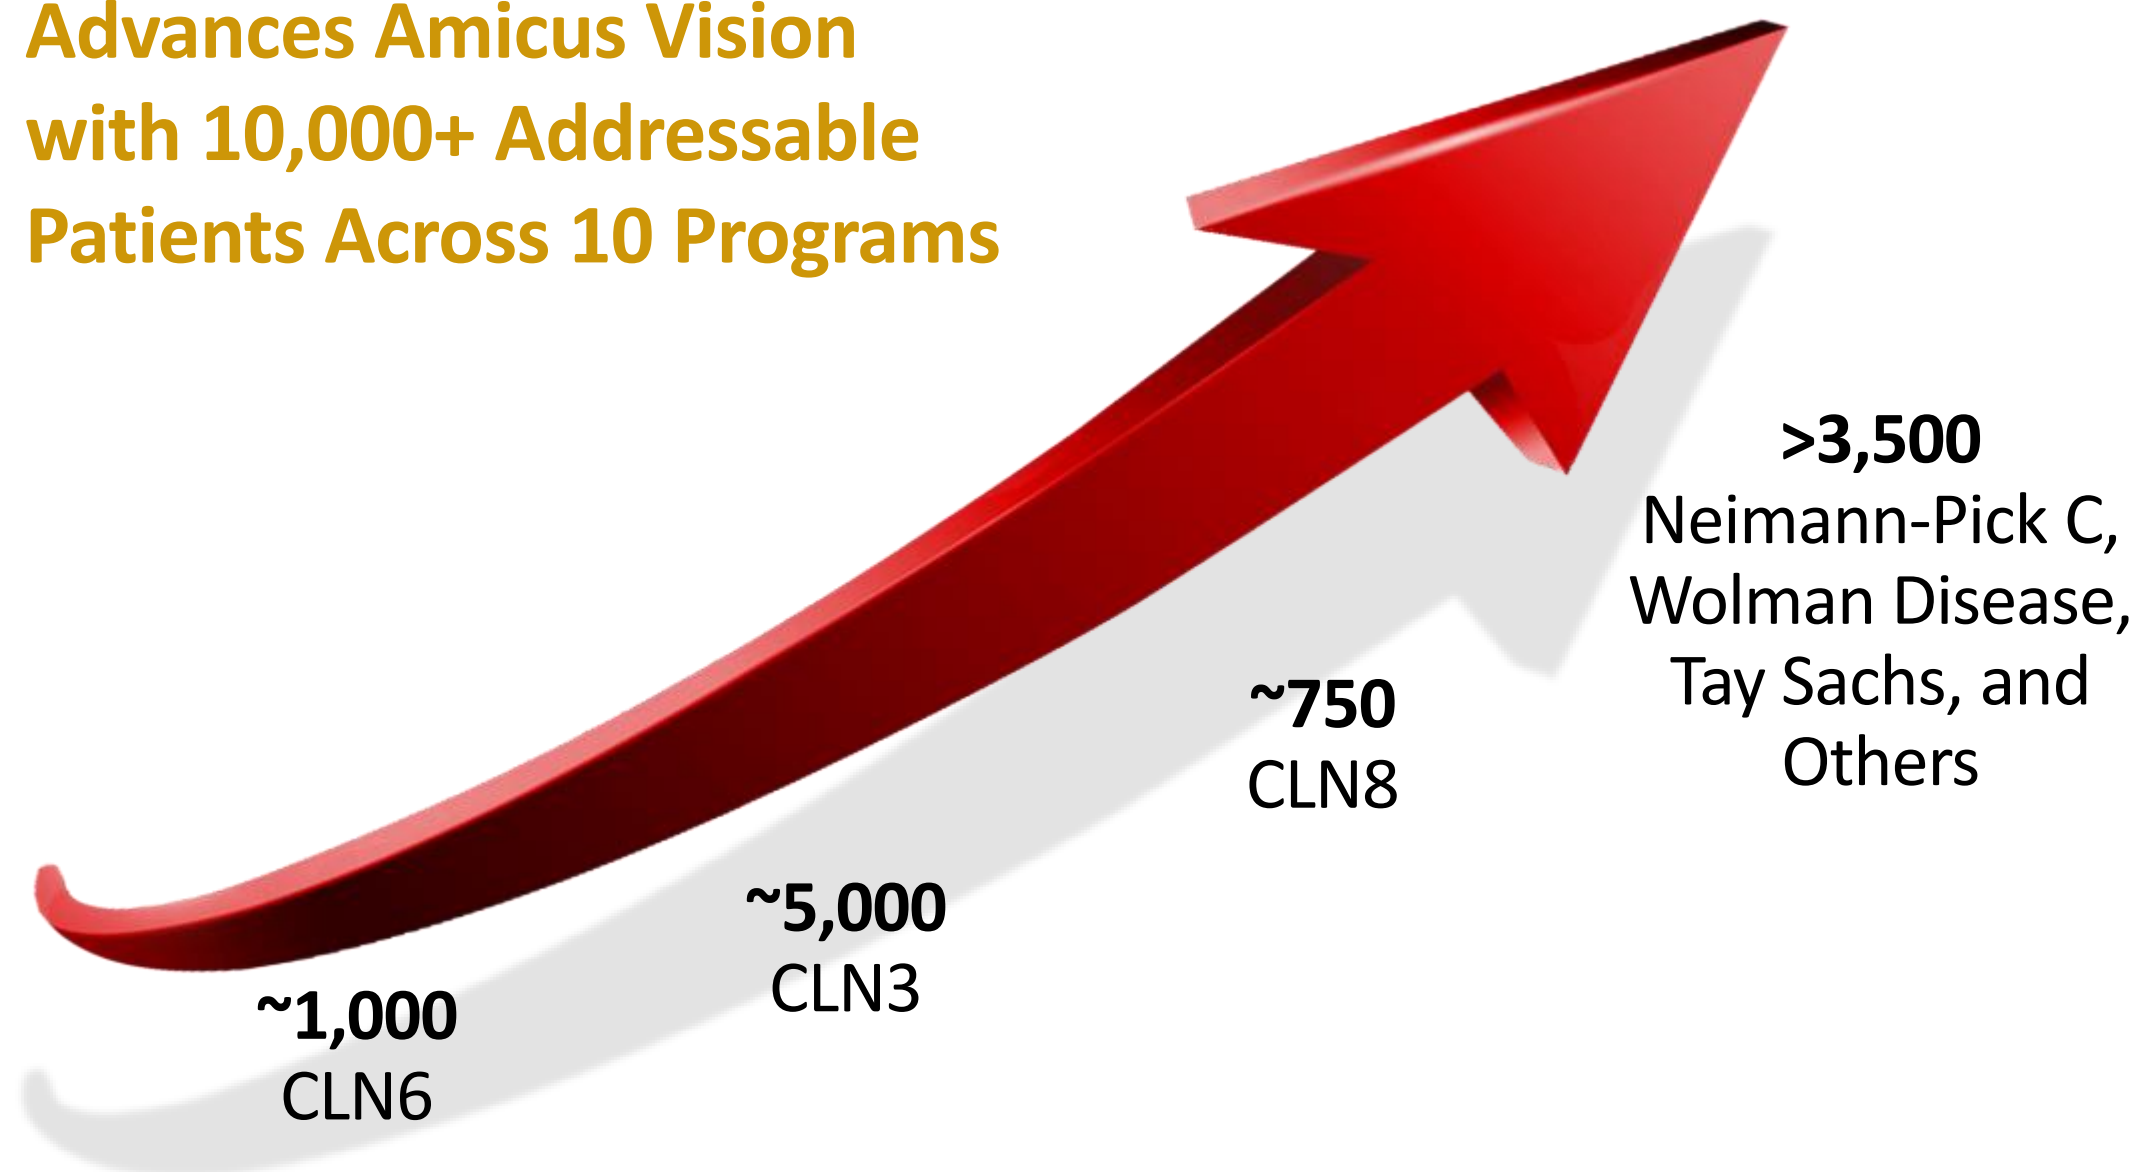 Advances Amicus Vision
with 10,000+ Addressable
Patients Across 10 Programs
>3,500
Neimann-Pick C,
Wolman Disease,
Tay Sachs, and
Others
~750
CLN8
~5,000
CLN3
~1,000
CLN6